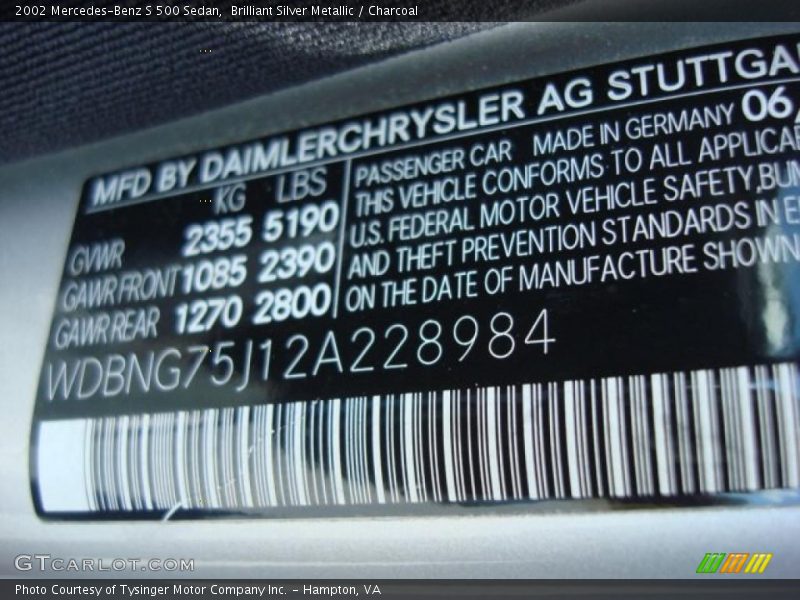 2002 Mercedes-Benz S 500 Sedan,  Brilliant Silver Metallic / Charcoal
MFD BY DAIMLERCHRYSLER AG STUTTGA
KG LBS
GVWR 2355 5190
GAWR FRONT 1085 2390
GAWR REAR 1270 2800
PASSENGER CAR MADE IN GERMANY 06
THIS VEHICLE CONFORMS TO ALL APPLICAB
U.S. FEDERAL MOTOR VEHICLE SAFETY, BUM
AND THEFT PREVENTION STANDARDS IN E
ON THE DATE OF MANUFACTURE SHOWN
WDBNG75J12A228984
GTCARLOT.COM
Photo Courtesy of Tysinger Motor Company Inc. - Hampton, VA